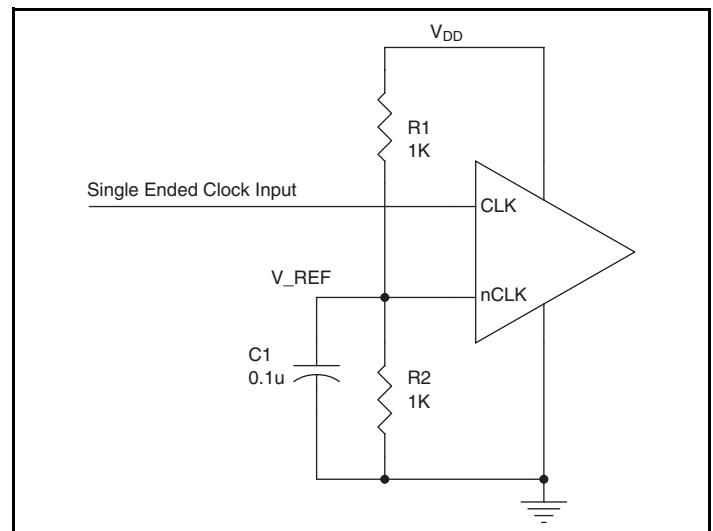 VDD
R1
1K
Single Ended Clock Input
CLK
V_REF
nCLK
C1
0.1u
R2
1K